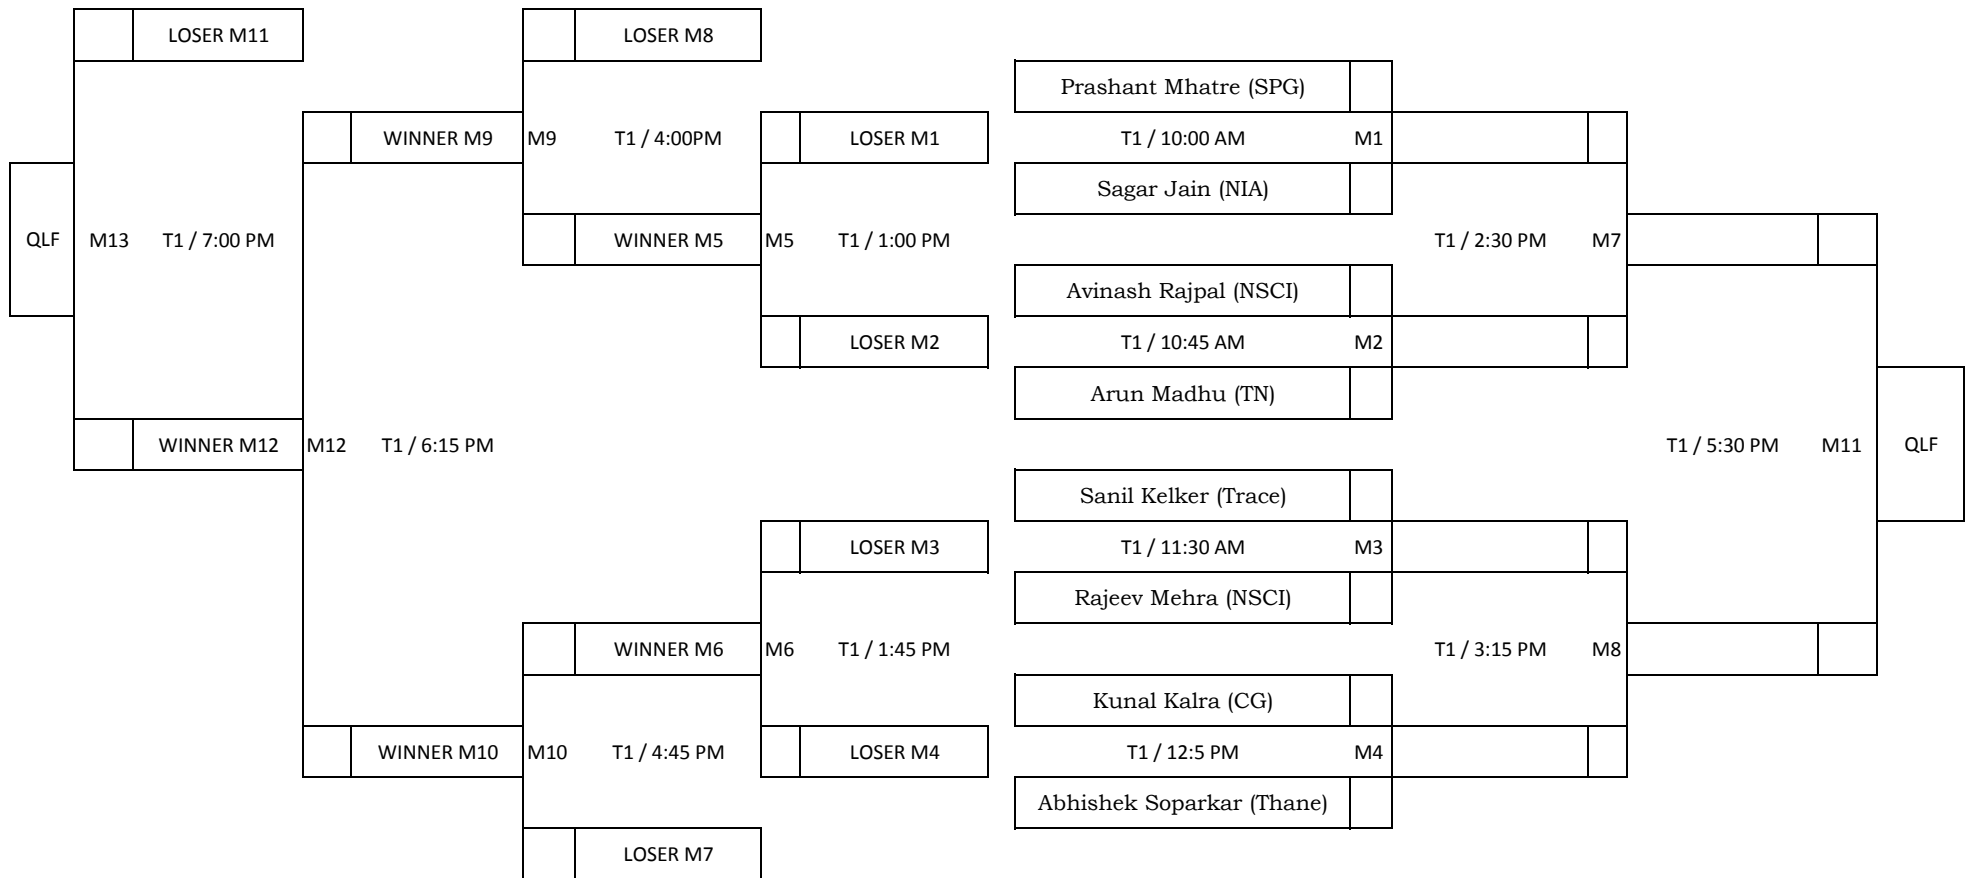 LOSER M11 LOSER M8
Prashant Mhatre (SPG)
WINNER M9 M9 T1 / 4:00PM LOSER M1 T1 / 10:00 AM M1
Sagar Jain (NIA)
QLF M13 T1 / 7:00 PM WINNER M5 M5 T1 / 1:00 PM T1 / 2:30 PM M7
Avinash Rajpal (NSCI)
LOSER M2 T1 / 10:45 AM M2
Arun Madhu (TN)
WINNER M12 M12 T1 / 6:15 PM T1 / 5:30 PM M11 QLF
Sanil Kelker (Trace)
LOSER M3 T1 / 11:30 AM M3
Rajeev Mehra (NSCI)
WINNER M6 M6 T1 / 1:45 PM T1 / 3:15 PM M8
Kunal Kalra (CG)
WINNER M10 M10 T1 / 4:45 PM LOSER M4 T1 / 12:5 PM M4
Abhishek Soparkar (Thane)
LOSER M7